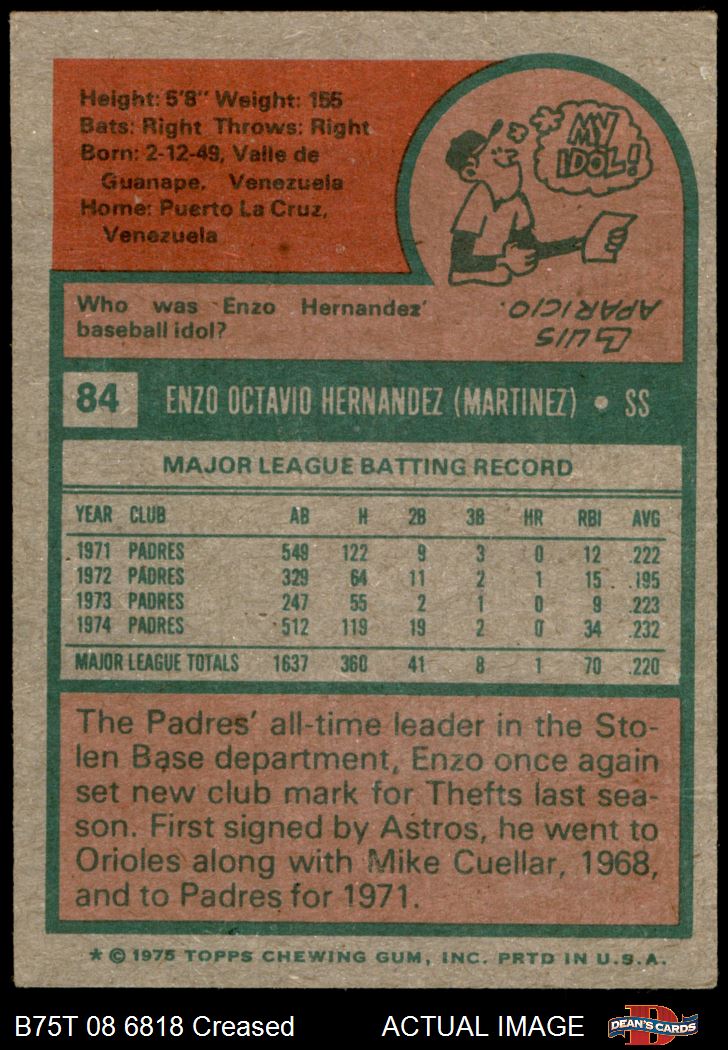 Height: 5'8" Weight: 155
Bats: Right Throws: Right
Born: 2-12-49, Valle de
Guanape, Venezuela
Home: Puerto La Cruz,
Venezuela
MY
IDOL!
Who was Enzo Hernandez'
baseball idol?
LUIS
APARICIO.
84 ENZO OCTAVIO HERNANDEZ (MARTINEZ) • SS
MAJOR LEAGUE BATTING RECORD
YEAR CLUB AB H 2B 3B HR RBI AVG
1971 PADRES 549 122 9 3 0 12 .222
1972 PADRES 329 64 11 2 1 15 .195
1973 PADRES 247 55 2 1 0 9 .223
1974 PADRES 512 119 19 2 0 34 .232
MAJOR LEAGUE TOTALS 1637 360 41 8 1 70 .220
The Padres' all-time leader in the Sto-
len Base department, Enzo once again
set new club mark for Thefts last sea-
son. First signed by Astros, he went to
Orioles along with Mike Cuellar, 1968,
and to Padres for 1971.
* © 1975 TOPPS CHEWING GUM, INC. PRTD IN U.S.A.
B75T 08 6818 Creased ACTUAL IMAGE
D
DEAN'S CARDS